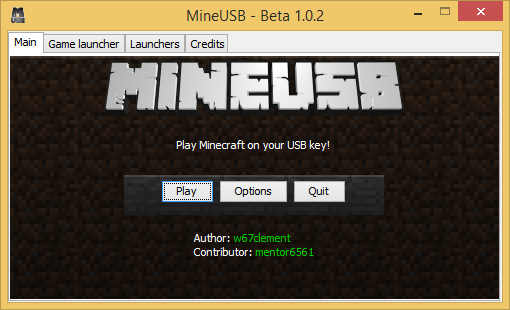 MineUSB - Beta 1.0.2
Main Game launcher Launchers Credits
MINEUSB
Play Minecraft on your USB key!
Play Options Quit
Author: w67clement
Contributor: mentor6561